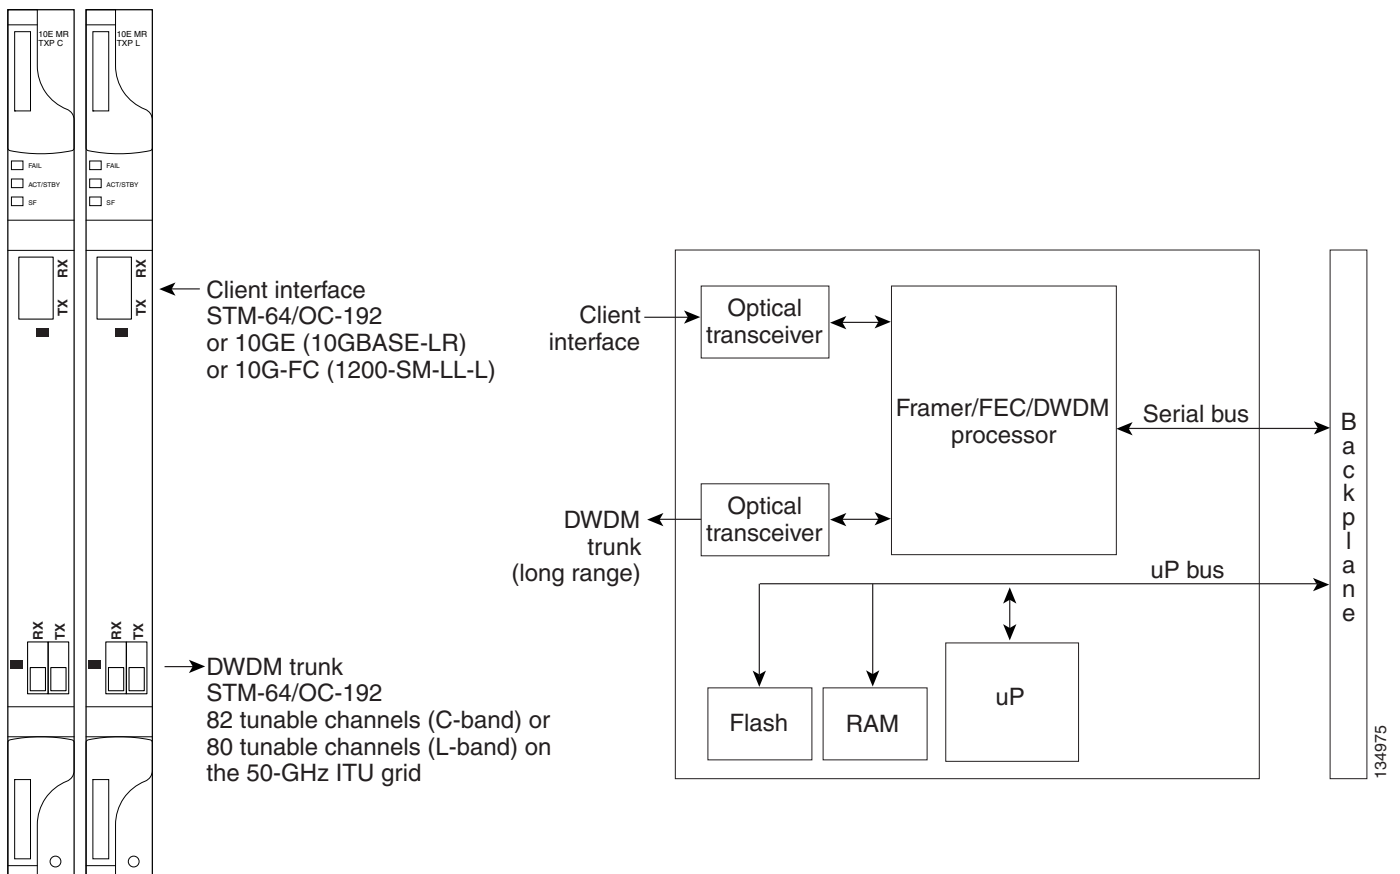 10E MR
TXP C
10E MR
TXP L
FAIL
ACT/STBY
SF
FAIL
ACT/STBY
SF
TX RX
TX RX
Client interface
STM-64/OC-192
or 10GE (10GBASE-LR)
or 10G-FC (1200-SM-LL-L)
RX
TX
RX
TX
DWDM trunk
STM-64/OC-192
82 tunable channels (C-band) or
80 tunable channels (L-band) on
the 50-GHz ITU grid
Client
interface
Optical
transceiver
Framer/FEC/DWDM
processor
Serial bus
DWDM
trunk
(long range)
Optical
transceiver
uP bus
Flash
RAM
uP
Backplane
134975